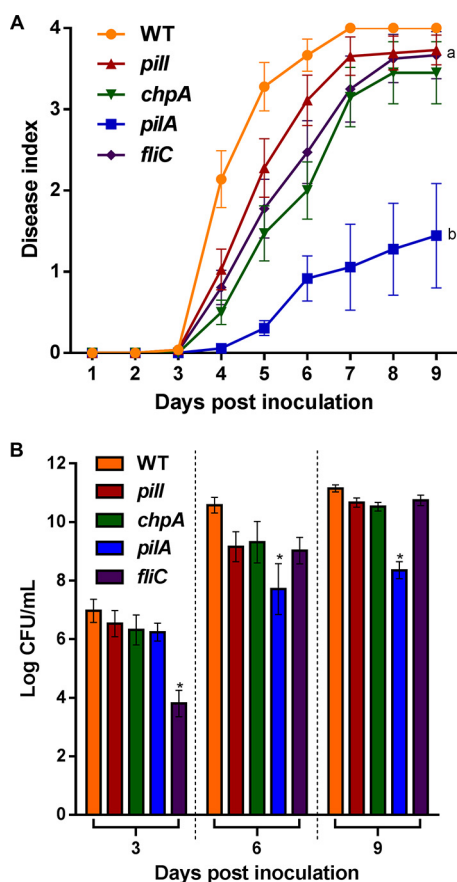 A
WT
pilI
chpA
pilA
fliC
Disease index
4
3
2
1
0
a
b
1 2 3 4 5 6 7 8 9
Days post inoculation
B
WT
pilI
chpA
pilA
fliC
Log CFU/mL
12
10
8
6
4
2
0
* * *
3 6 9
Days post inoculation